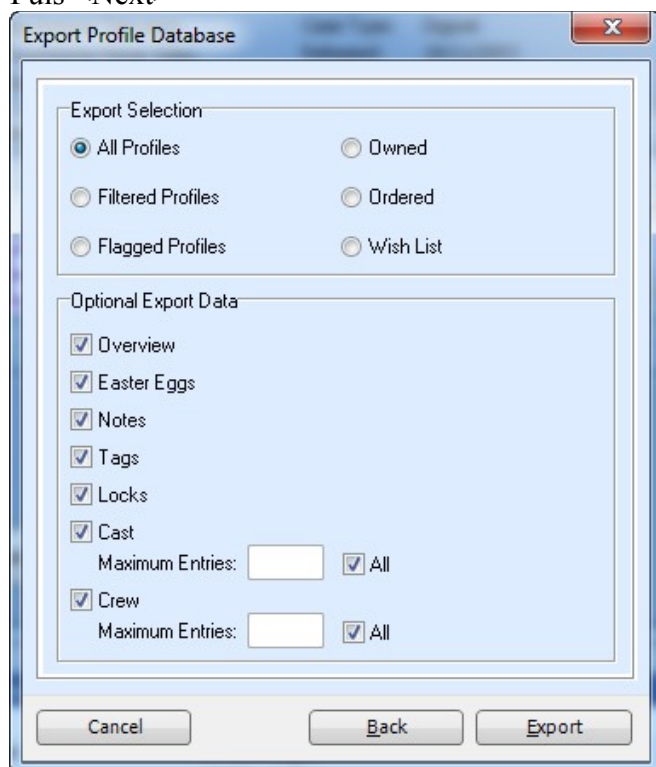 Export Profile Database
Export Selection
All Profiles Owned
Filtered Profiles Ordered
Flagged Profiles Wish List
Optional Export Data
Overview
Easter Eggs
Notes
Tags
Locks
Cast
Maximum Entries: All
Crew
Maximum Entries: All
Cancel Back Export